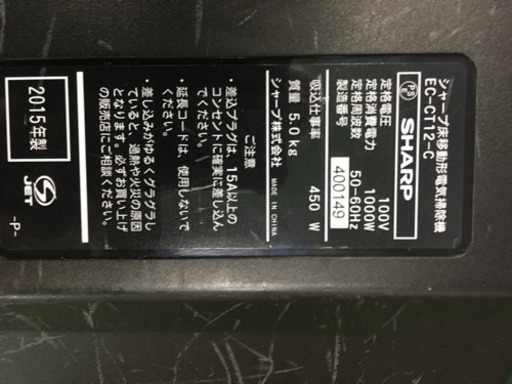 シャープ床移動形電気掃除機
EC-CT12-C
PS
E
SHARP
定格電圧 100V
定格消費電力 1000W
定格周波数 50-60Hz
製造番号 400149
吸込仕事率 450 W
質量 5.0kg
シャープ株式会社 MADE IN CHINA
ご注意
・差込プラグは、15A以上の
コンセントに確実に差し込ん
でください。
・延長コードは、使用しないで
ください。
・差し込みがゆるくグラグラし
ていると、過熱や火災の原因
となります。必ずお買い上げ
の販売店にご相談ください。
2015年製
S
JET
-P-